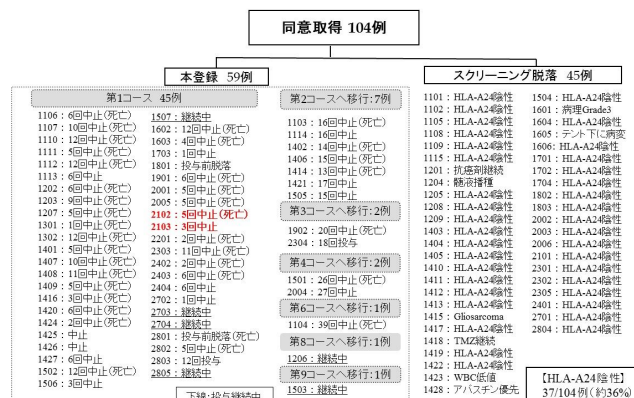 同意取得 104例
本登録 59例
第1コース 45例
1106：6回中止(死亡)
1107：10回中止(死亡)
1110：12回中止(死亡)
1111：5回中止(死亡)
1112：12回中止(死亡)
1113：6回中止
1202：6回中止(死亡)
1203：9回中止(死亡)
1207：5回中止(死亡)
1301：1回中止(死亡)
1302：12回中止(死亡)
1401：5回中止(死亡)
1407：10回中止(死亡)
1408：11回中止(死亡)
1409：5回中止(死亡)
1416：3回中止(死亡)
1420：6回中止(死亡)
1424：2回中止(死亡)
1425：中止
1426：中止
1427：6回中止
1502：12回中止(死亡)
1506：3回中止
1507：継続中
1602：12回中止(死亡)
1603：4回中止(死亡)
1703：1回中止
1801：投与前脱落
1901：6回中止(死亡)
2001：5回中止(死亡)
2005：5回中止(死亡)
2102：5回中止(死亡)
2103：3回中止
2201：2回中止(死亡)
2303：11回中止(死亡)
2402：2回中止(死亡)
2403：6回中止(死亡)
2404：6回中止
2702：1回中止
2703：継続中
2704：継続中
2801：投与前脱落(死亡)
2802：5回中止(死亡)
2803：12回投与
2805：継続中
下線：投与継続中
第2コースへ移行：7例
1103：16回中止(死亡)
1114：16回中止
1402：14回中止(死亡)
1406：15回中止(死亡)
1414：13回中止(死亡)
1421：17回中止
1505：15回中止
第3コースへ移行：2例
1902：20回中止(死亡)
2304：18回投与
第4コースへ移行：2例
1501：26回中止(死亡)
2004：27回中止
第6コースへ移行：1例
1104：39回中止(死亡)
第8コースへ移行：1例
1206：継続中
第9コースへ移行：1例
1503：継続中
スクリーニング脱落 45例
1101：HLA-A24陰性
1102：HLA-A24陰性
1105：HLA-A24陰性
1108：HLA-A24陰性
1109：HLA-A24陰性
1115：HLA-A24陰性
1201：抗癌剤継続
1204：髄液播種
1205：HLA-A24陰性
1208：HLA-A24陰性
1209：HLA-A24陰性
1403：HLA-A24陰性
1404：HLA-A24陰性
1405：HLA-A24陰性
1410：HLA-A24陰性
1411：HLA-A24陰性
1412：HLA-A24陰性
1413：HLA-A24陰性
1415：Gliosarcoma
1417：HLA-A24陰性
1418：TMZ継続
1419：HLA-A24陰性
1422：HLA-A24陰性
1423：WBC低値
1428：アバスチン優先
1504：HLA-A24陰性
1601：病理Grade3
1604：HLA-A24陰性
1605：テント下に病変
1606：HLA-A24陰性
1701：HLA-A24陰性
1702：HLA-A24陰性
1704：HLA-A24陰性
1802：HLA-A24陰性
1803：HLA-A24陰性
2002：HLA-A24陰性
2003：HLA-A24陰性
2006：HLA-A24陰性
2101：HLA-A24陰性
2301：HLA-A24陰性
2302：HLA-A24陰性
2305：HLA-A24陰性
2401：HLA-A24陰性
2701：HLA-A24陰性
2804：HLA-A24陰性
【HLA-A24陰性】
37/104例(約36%)